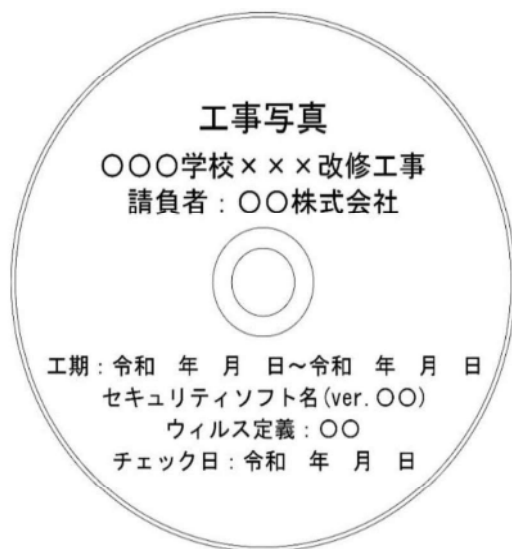 工事写真
〇〇〇学校×××改修工事
請負者：〇〇株式会社
工期：令和　年　月　日～令和　年　月　日
セキュリティソフト名(ver.〇〇)
ウィルス定義：〇〇
チェック日：令和　年　月　日